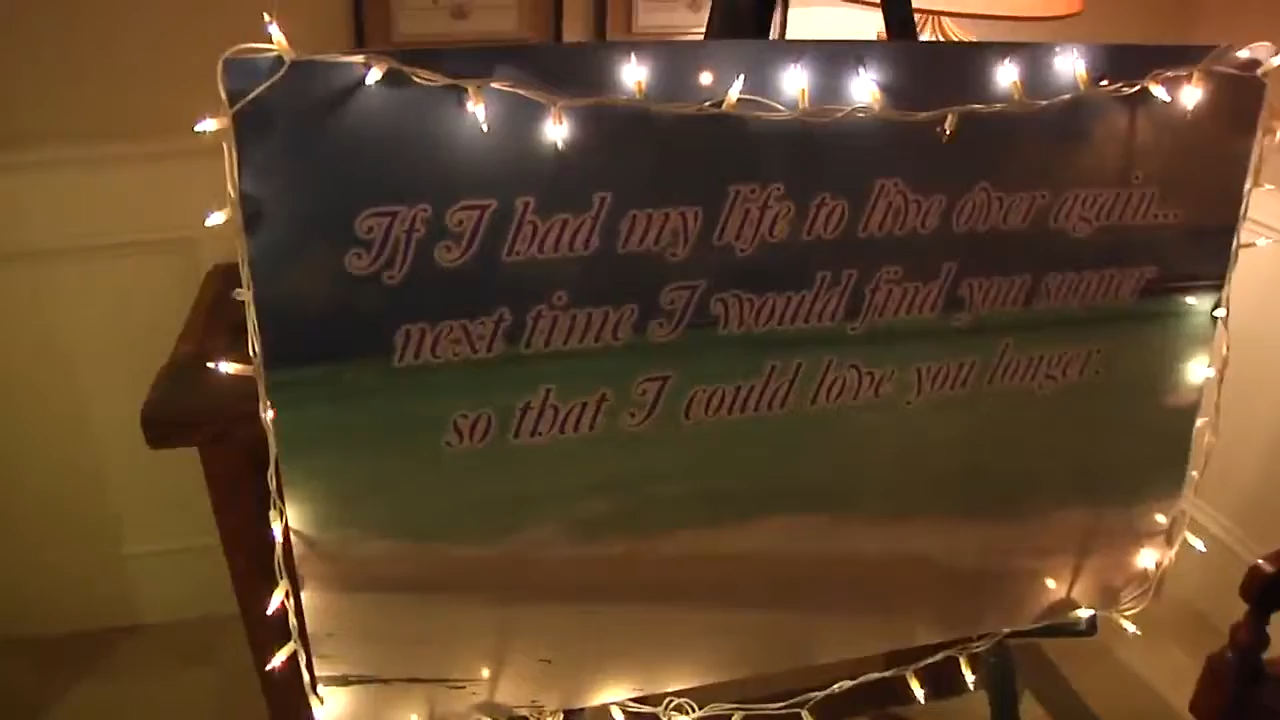 If I had my life to live over again...
next time I would find you sooner
so that I could love you longer.